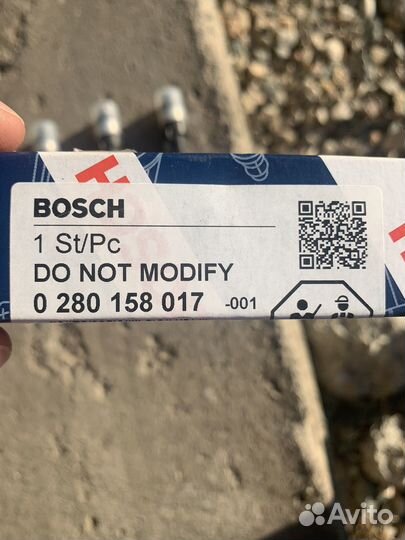 BOSCH
1 St/Pc
DO NOT MODIFY
0 280 158 017 -001
Avito